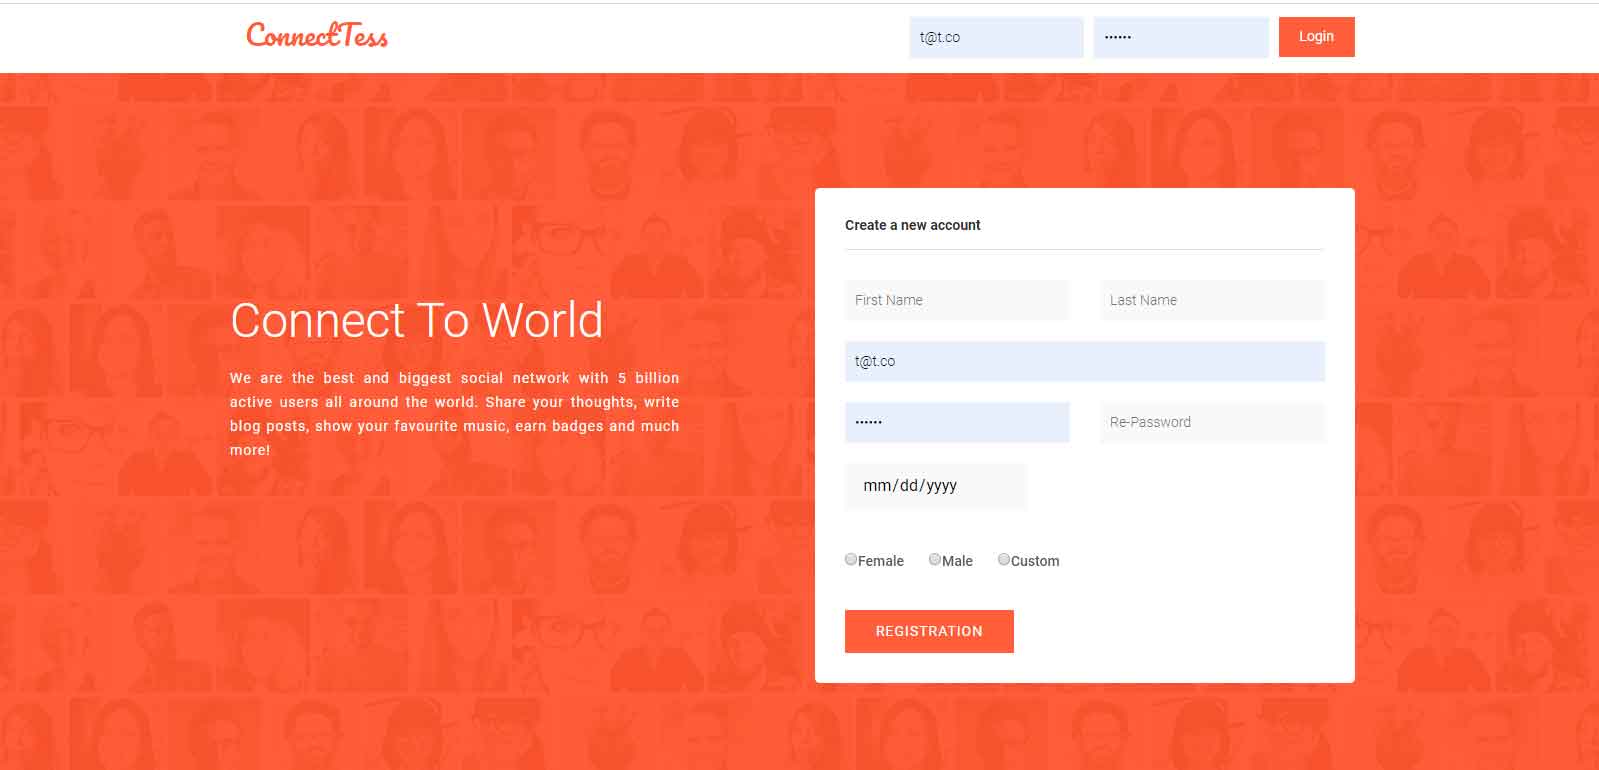 ConnectTess
t@t.co
••••••
Login
Create a new account
First Name
Last Name
Connect To World
t@t.co
We are the best and biggest social network with 5 billion
active users all around the world. Share your thoughts, write
blog posts, show your favourite music, earn badges and much
more!
••••••
Re-Password
mm/dd/yyyy
Female
Male
Custom
REGISTRATION